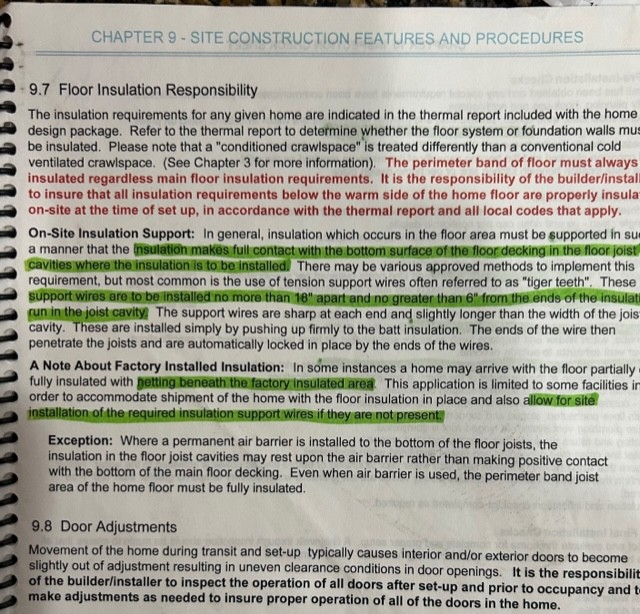 CHAPTER 9 - SITE CONSTRUCTION FEATURES AND PROCEDURES
9.7 Floor Insulation Responsibility
The insulation requirements for any given home are indicated in the thermal report included with the home
design package. Refer to the thermal report to determine whether the floor system or foundation walls mus
be insulated. Please note that a "conditioned crawlspace" is treated differently than a conventional cold
ventilated crawlspace. (See Chapter 3 for more information). The perimeter band of floor must always
insulated regardless main floor insulation requirements. It is the responsibility of the builder/instal
to insure that all insulation requirements below the warm side of the home floor are properly insula
on-site at the time of set up, in accordance with the thermal report and all local codes that apply.
On-Site Insulation Support: In general, insulation which occurs in the floor area must be supported in su
a manner that the insulation makes full contact with the bottom surface of the floor decking in the floor joist
cavities where the insulation is to be installed. There may be various approved methods to implement this
requirement, but most common is the use of tension support wires often referred to as "tiger teeth". These
support wires are to be installed no more than 16" apart and no greater than 6" from the ends of the insulat
run in the joist cavity. The support wires are sharp at each end and slightly longer than the width of the jois
cavity. These are installed simply by pushing up firmly to the batt insulation. The ends of the wire then
penetrate the joists and are automatically locked in place by the ends of the wires.
A Note About Factory Installed Insulation: In some instances a home may arrive with the floor partially
fully insulated with netting beneath the factory insulated area. This application is limited to some facilities in
order to accommodate shipment of the home with the floor insulation in place and also allow for site
installation of the required insulation support wires if they are not present.
Exception: Where a permanent air barrier is installed to the bottom of the floor joists, the
insulation in the floor joist cavities may rest upon the air barrier rather than making positive contact
with the bottom of the main floor decking. Even when air barrier is used, the perimeter band joist
area of the home floor must be fully insulated.
9.8 Door Adjustments
Movement of the home during transit and set-up typically causes interior and/or exterior doors to become
slightly out of adjustment resulting in uneven clearance conditions in door openings. It is the responsibilit
of the builder/installer to inspect the operation of all doors after set-up and prior to occupancy and
make adjustments as needed to insure proper operation of all of the doors in the home.